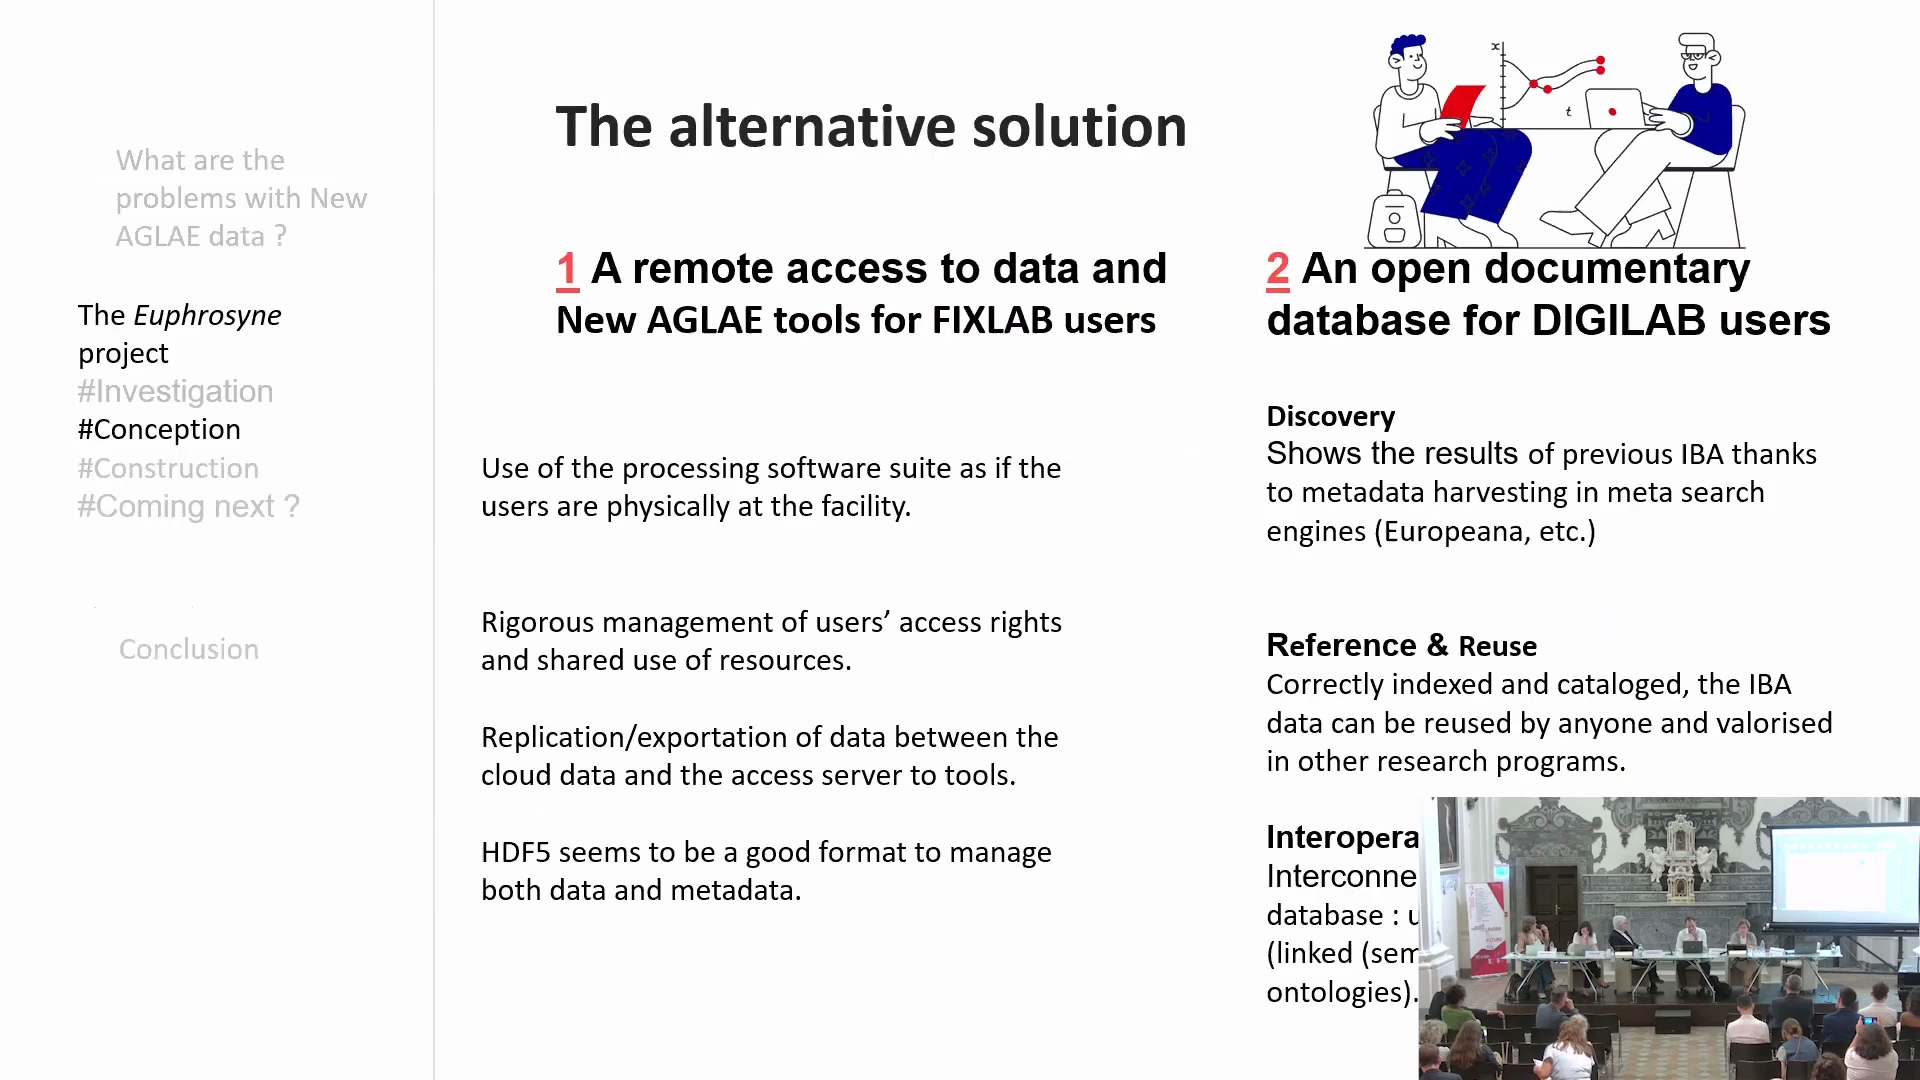 What are the
problems with New
AGLAE data ?
The Euphrosyne
project
#Investigation
#Conception
#Construction
#Coming next ?
Conclusion
The alternative solution
x
t
1 A remote access to data and
New AGLAE tools for FIXLAB users
Use of the processing software suite as if the
users are physically at the facility.
Rigorous management of users’ access rights
and shared use of resources.
Replication/exportation of data between the
cloud data and the access server to tools.
HDF5 seems to be a good format to manage
both data and metadata.
2 An open documentary
database for DIGILAB users
Discovery
Shows the results of previous IBA thanks
to metadata harvesting in meta search
engines (Europeana, etc.)
Reference & Reuse
Correctly indexed and cataloged, the IBA
data can be reused by anyone and valorised
in other research programs.
Interopera
Interconne
database : u
(linked (sem
ontologies).